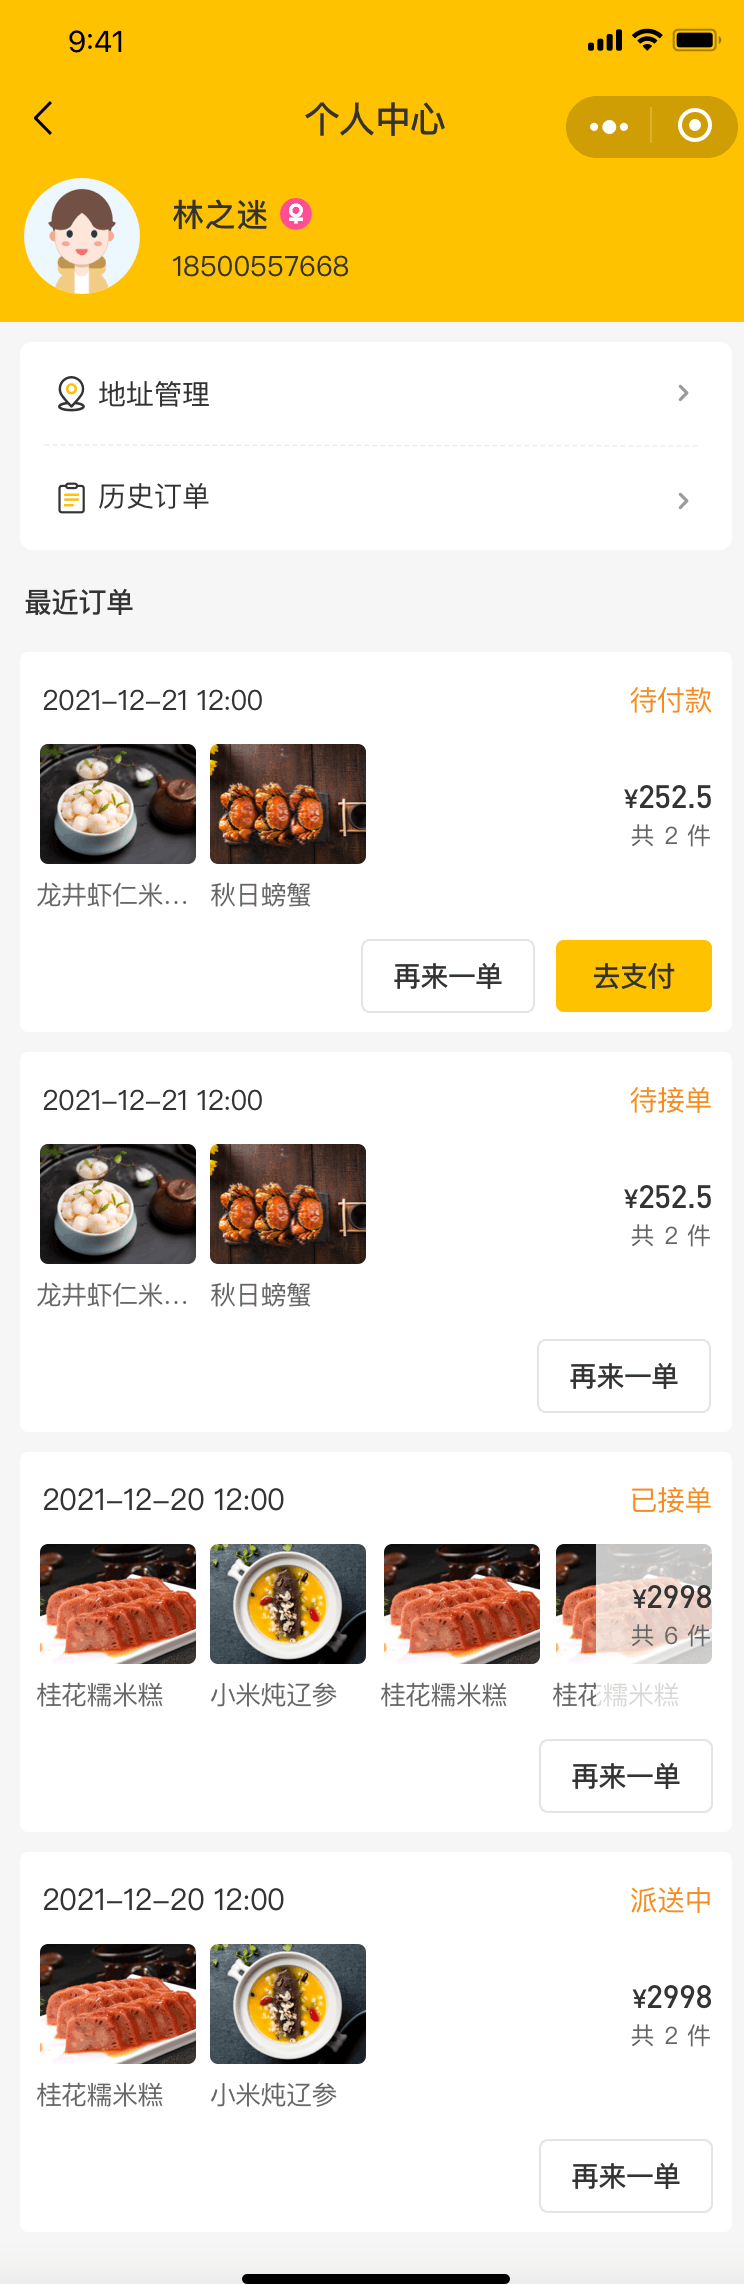 9:41
个人中心
林之迷
18500557668
地址管理
历史订单
最近订单
2021-12-21 12:00 待付款
¥252.5
共 2 件
龙井虾仁米... 秋日螃蟹
再来一单 去支付
2021-12-21 12:00 待接单
¥252.5
共 2 件
龙井虾仁米... 秋日螃蟹
再来一单
2021-12-20 12:00 已接单
¥2998
共 6 件
桂花糯米糕 小米炖辽参 桂花糯米糕 桂花糯米糕
再来一单
2021-12-20 12:00 派送中
¥2998
共 2 件
桂花糯米糕 小米炖辽参
再来一单